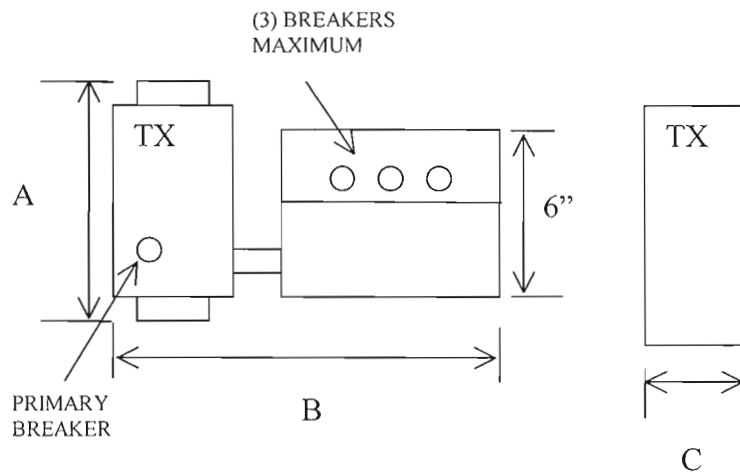 (3) BREAKERS
MAXIMUM
TX
TX
A
6”
PRIMARY
BREAKER
B
C